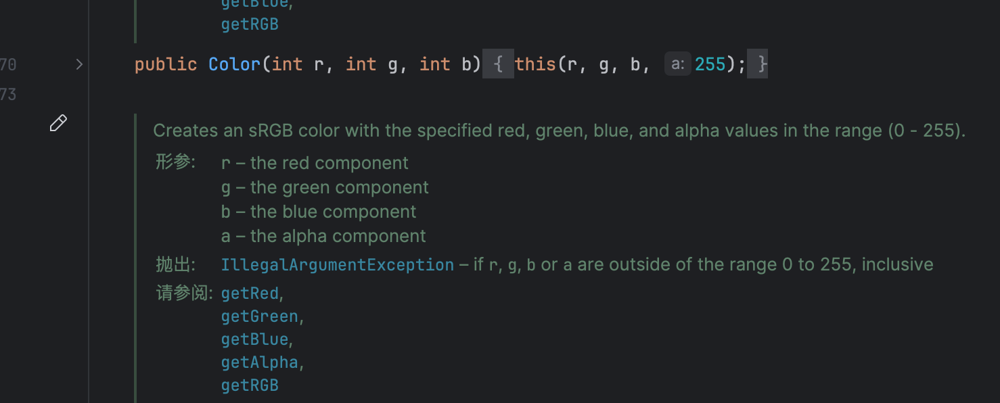 getBlue,
getRGB
70 public Color(int r, int g, int b) { this(r, g, b, a: 255); }
73
Creates an sRGB color with the specified red, green, blue, and alpha values in the range (0 - 255).
形参: r – the red component
g – the green component
b – the blue component
a – the alpha component
抛出: IllegalArgumentException – if r, g, b or a are outside of the range 0 to 255, inclusive
请参阅: getRed,
getGreen,
getBlue,
getAlpha,
getRGB